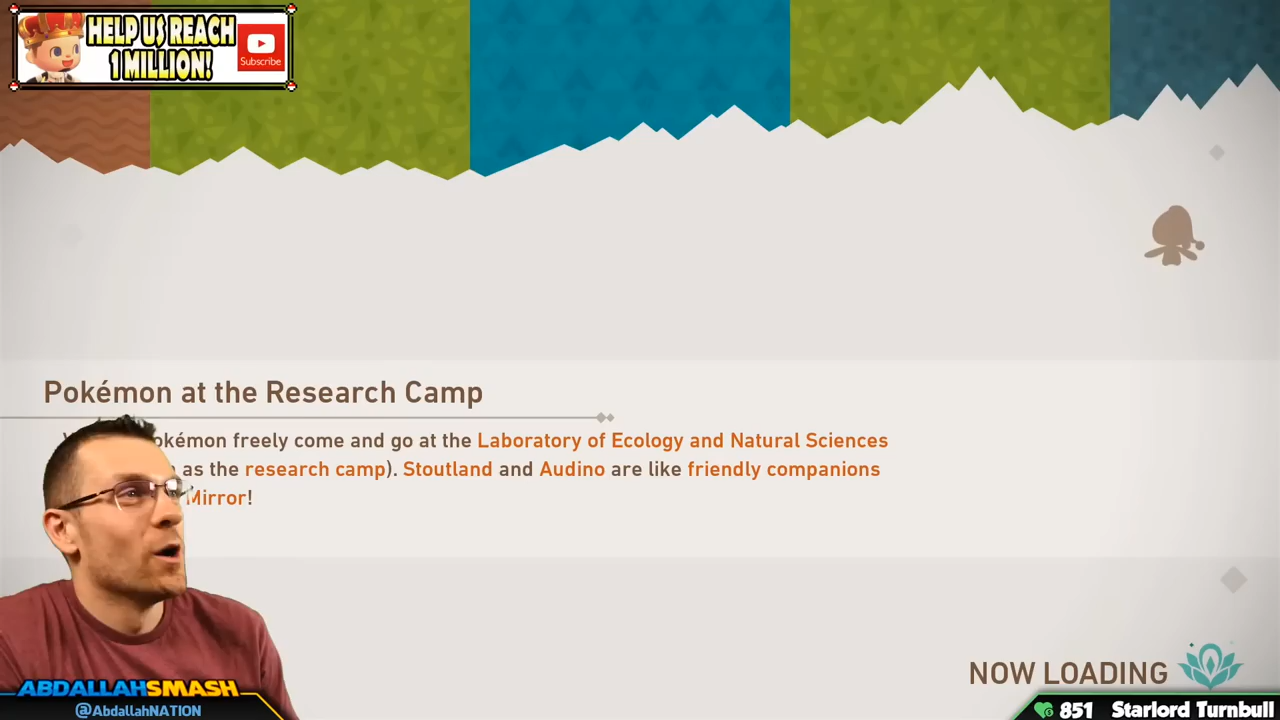 HELP US REACH
1 MILLION!
Subscribe
Pokémon at the Research Camp
okémon freely come and go at the Laboratory of Ecology and Natural Sciences
as the research camp). Stoutland and Audino are like friendly companions
Mirror!
NOW LOADING
ABDALLAHSMASH
@AbdallahNATION
851 Starlord Turnbull